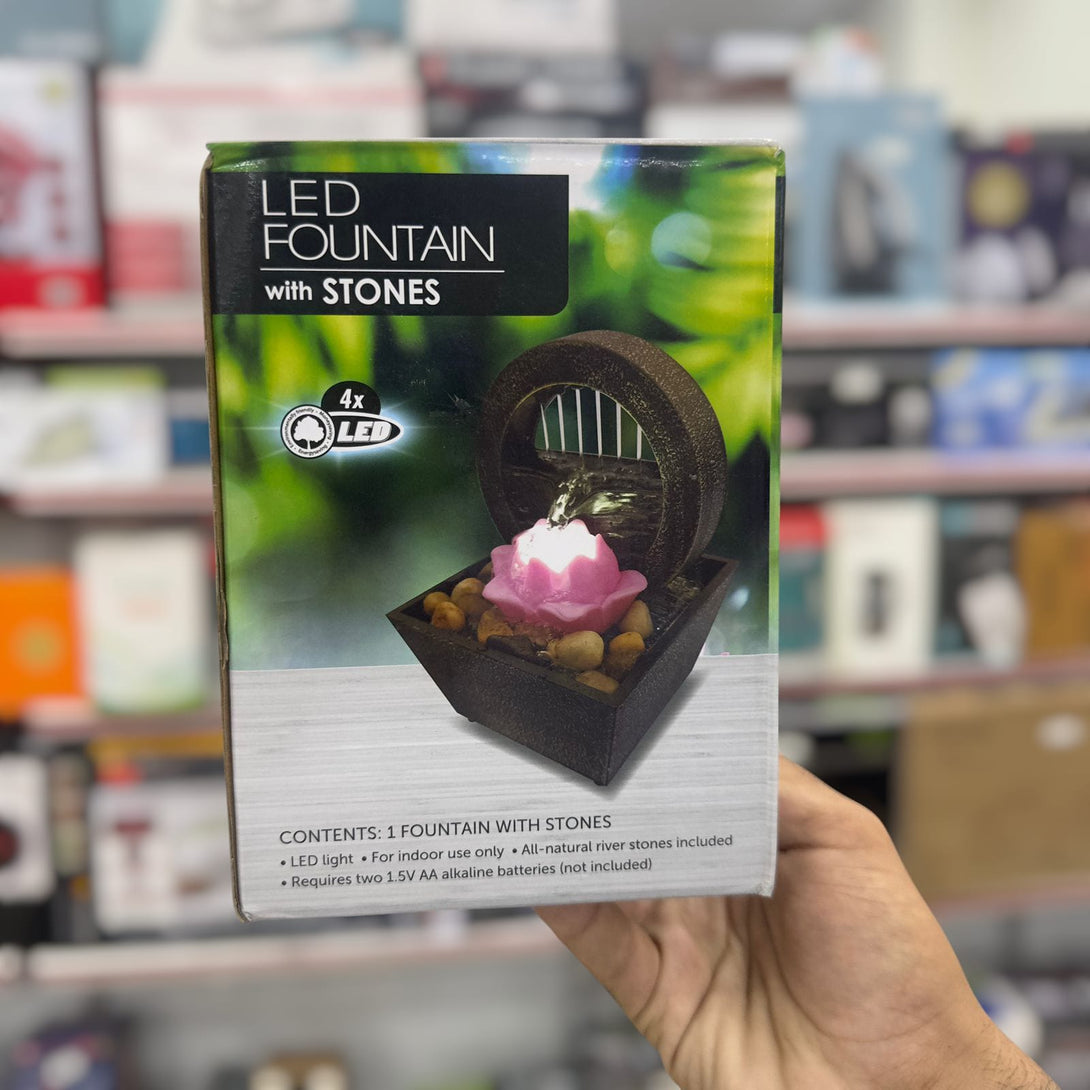 LED
FOUNTAIN
with STONES
4x
LED
CONTENTS: 1 FOUNTAIN WITH STONES
• LED light • For indoor use only • All-natural river stones included
• Requires two 1.5V AA alkaline batteries (not included)